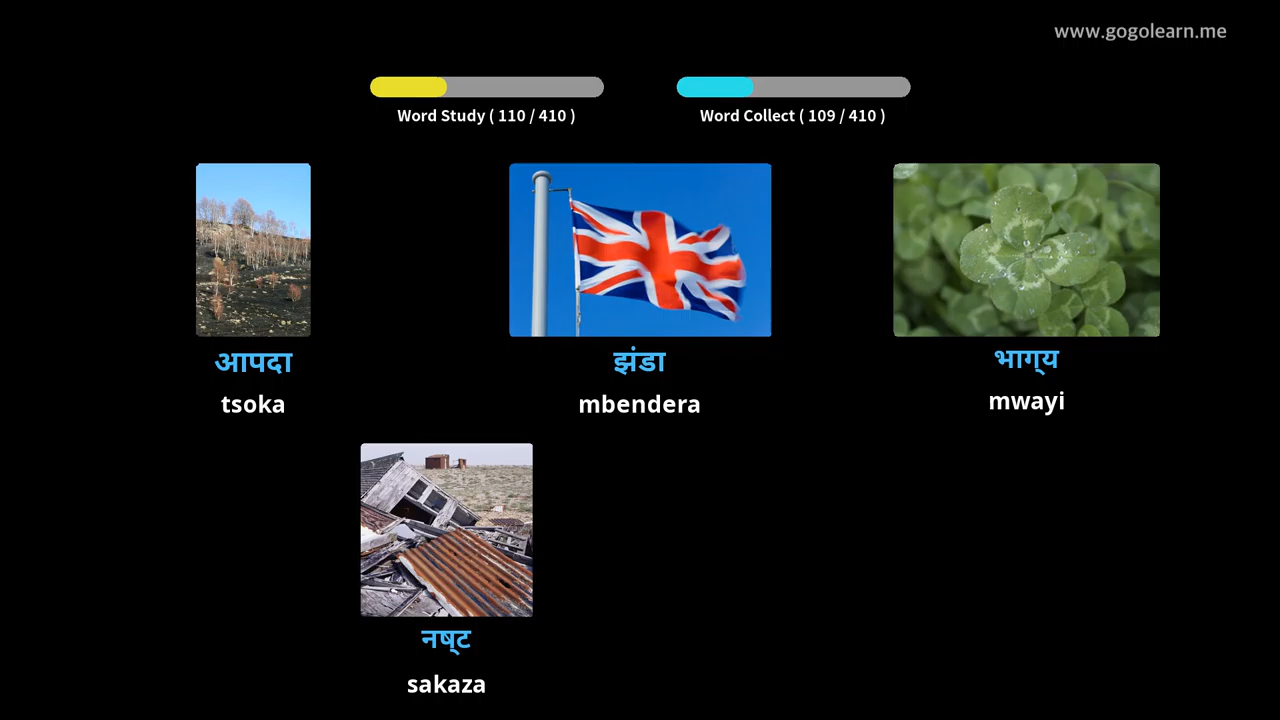 www.gogolearn.me
Word Study ( 110 / 410 )
Word Collect ( 109 / 410 )
आपदा
tsoka
झंडा
mbendera
भाग्‌य
mwayi
नष्‌ट
sakaza